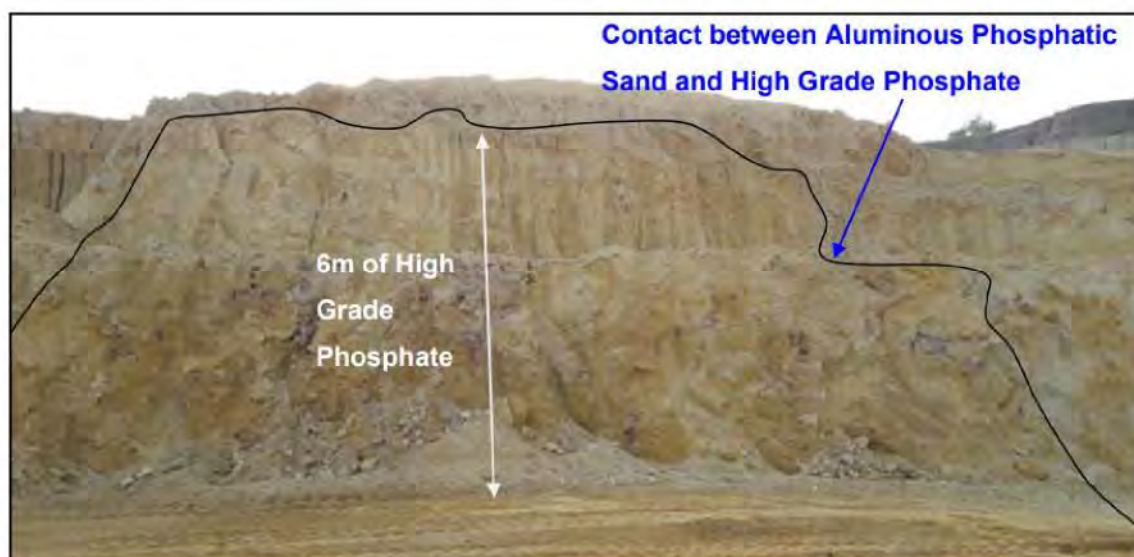 Contact between Aluminous Phosphatic
Sand and High Grade Phosphate
6m of High
Grade
Phosphate